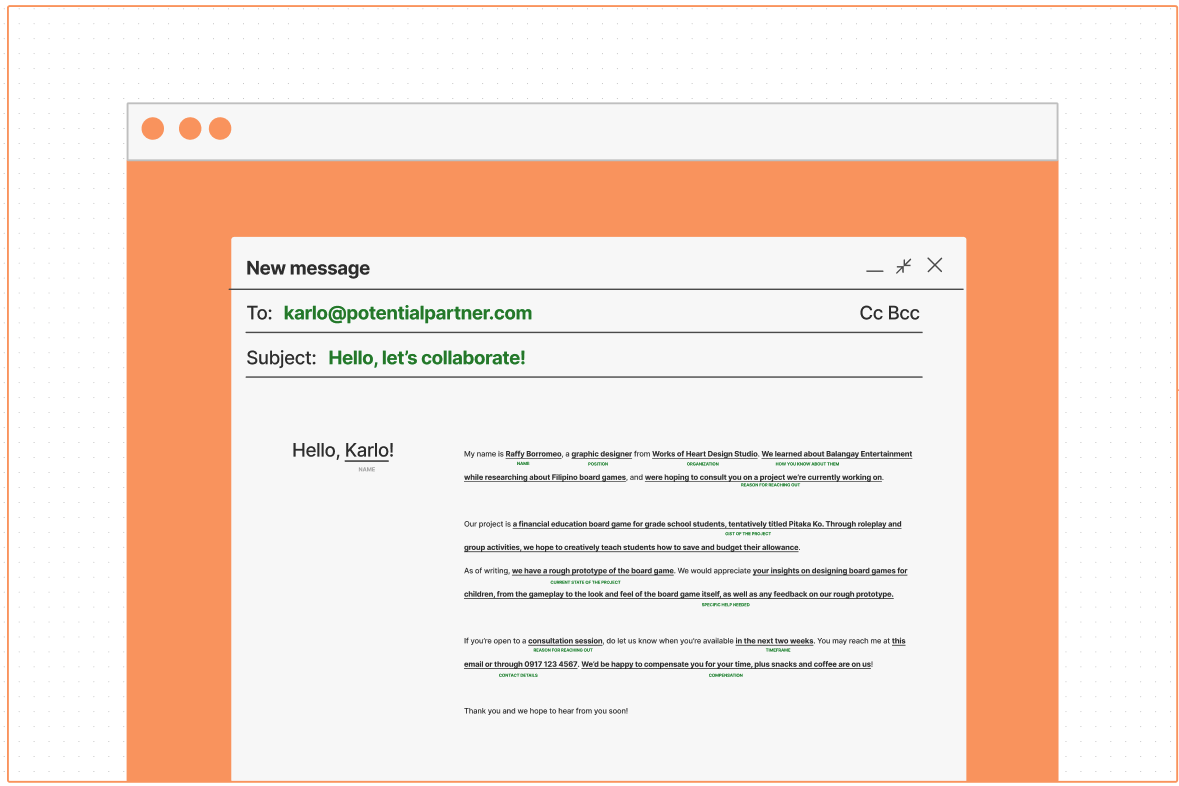 New message
To: karlo@potentialpartner.com Cc Bcc
Subject: Hello, let's collaborate!
Hello, Karlo!
NAME
My name is Raffy Borromeo, a graphic designer from Works of Heart Design Studio. We learned about Balangay Entertainment
NAME POSITION ORGANIZATION HOW YOU KNOW ABOUT THEM
while researching about Filipino board games, and were hoping to consult you on a project we're currently working on.
REASON FOR REACHING OUT
Our project is a financial education board game for grade school students, tentatively titled Pitaka Ko. Through roleplay and
GIST OF THE PROJECT
group activities, we hope to creatively teach students how to save and budget their allowance.
As of writing, we have a rough prototype of the board game. We would appreciate your insights on designing board games for
CURRENT STATE OF THE PROJECT
children, from the gameplay to the look and feel of the board game itself, as well as any feedback on our rough prototype.
SPECIFIC HELP NEEDED
If you're open to a consultation session, do let us know when you're available in the next two weeks. You may reach me at this
REASON FOR REACHING OUT TIMEFRAME
email or through 0917 123 4567. We'd be happy to compensate you for your time, plus snacks and coffee are on us!
CONTACT DETAILS COMPENSATION
Thank you and we hope to hear from you soon!